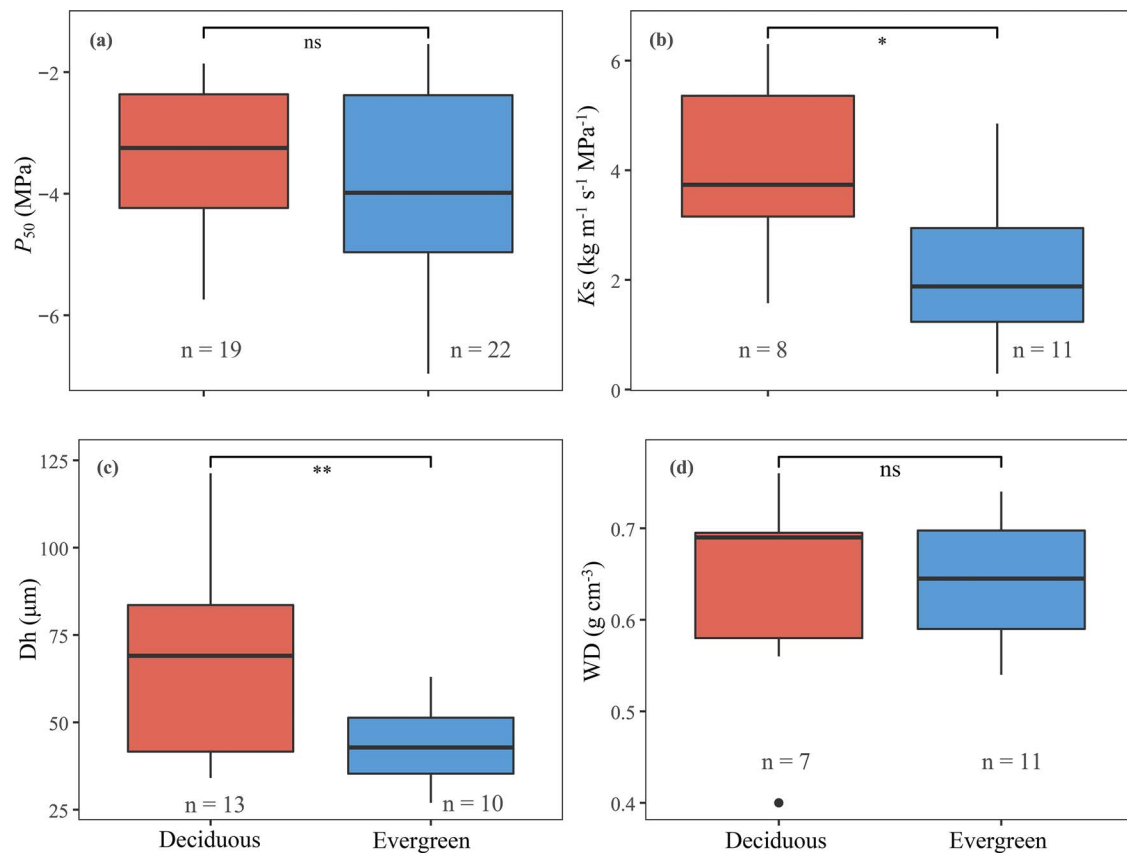 (a)
ns
P₅₀ (MPa)
−2
−4
−6
n = 19
n = 22
(b)
*
Ks (kg m⁻¹ s⁻¹ MPa⁻¹)
6
4
2
0
n = 8
n = 11
(c)
**
Dh (μm)
125
100
75
50
25
n = 13
n = 10
Deciduous
Evergreen
(d)
ns
WD (g cm⁻³)
0.7
0.6
0.5
0.4
n = 7
n = 11
Deciduous
Evergreen